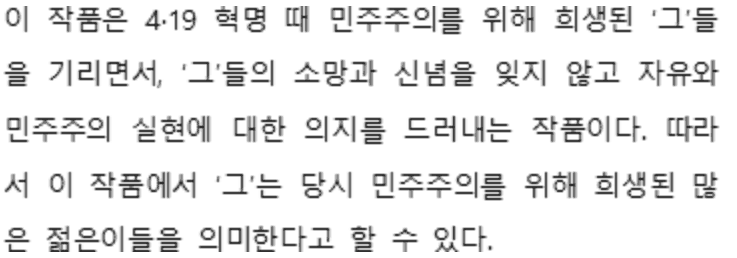 이 작품은 4·19 혁명 때 민주주의를 위해 희생된 ‘그’들
을 기리면서, ‘그’들의 소망과 신념을 잊지 않고 자유와
민주주의 실현에 대한 의지를 드러내는 작품이다. 따라
서 이 작품에서 ‘그’는 당시 민주주의를 위해 희생된 많
은 젊은이들을 의미한다고 할 수 있다.